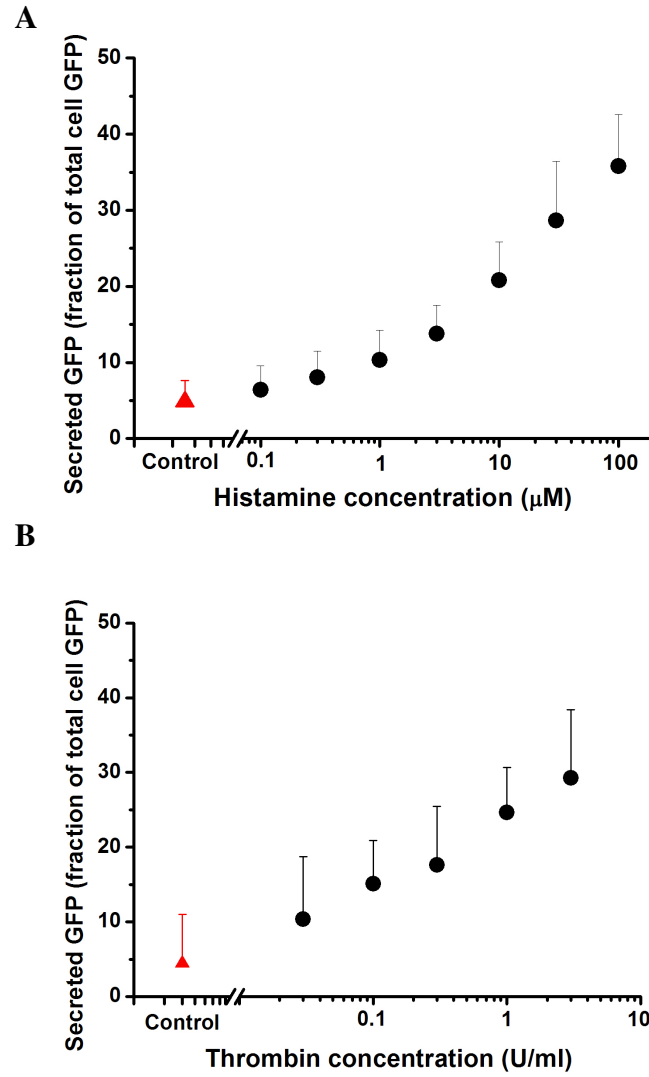 A
Secreted GFP (fraction of total cell GFP)
50
40
30
20
10
0
Control
0.1
1
10
100
Histamine concentration (μM)
B
Secreted GFP (fraction of total cell GFP)
50
40
30
20
10
0
Control
0.1
1
10
Thrombin concentration (U/ml)